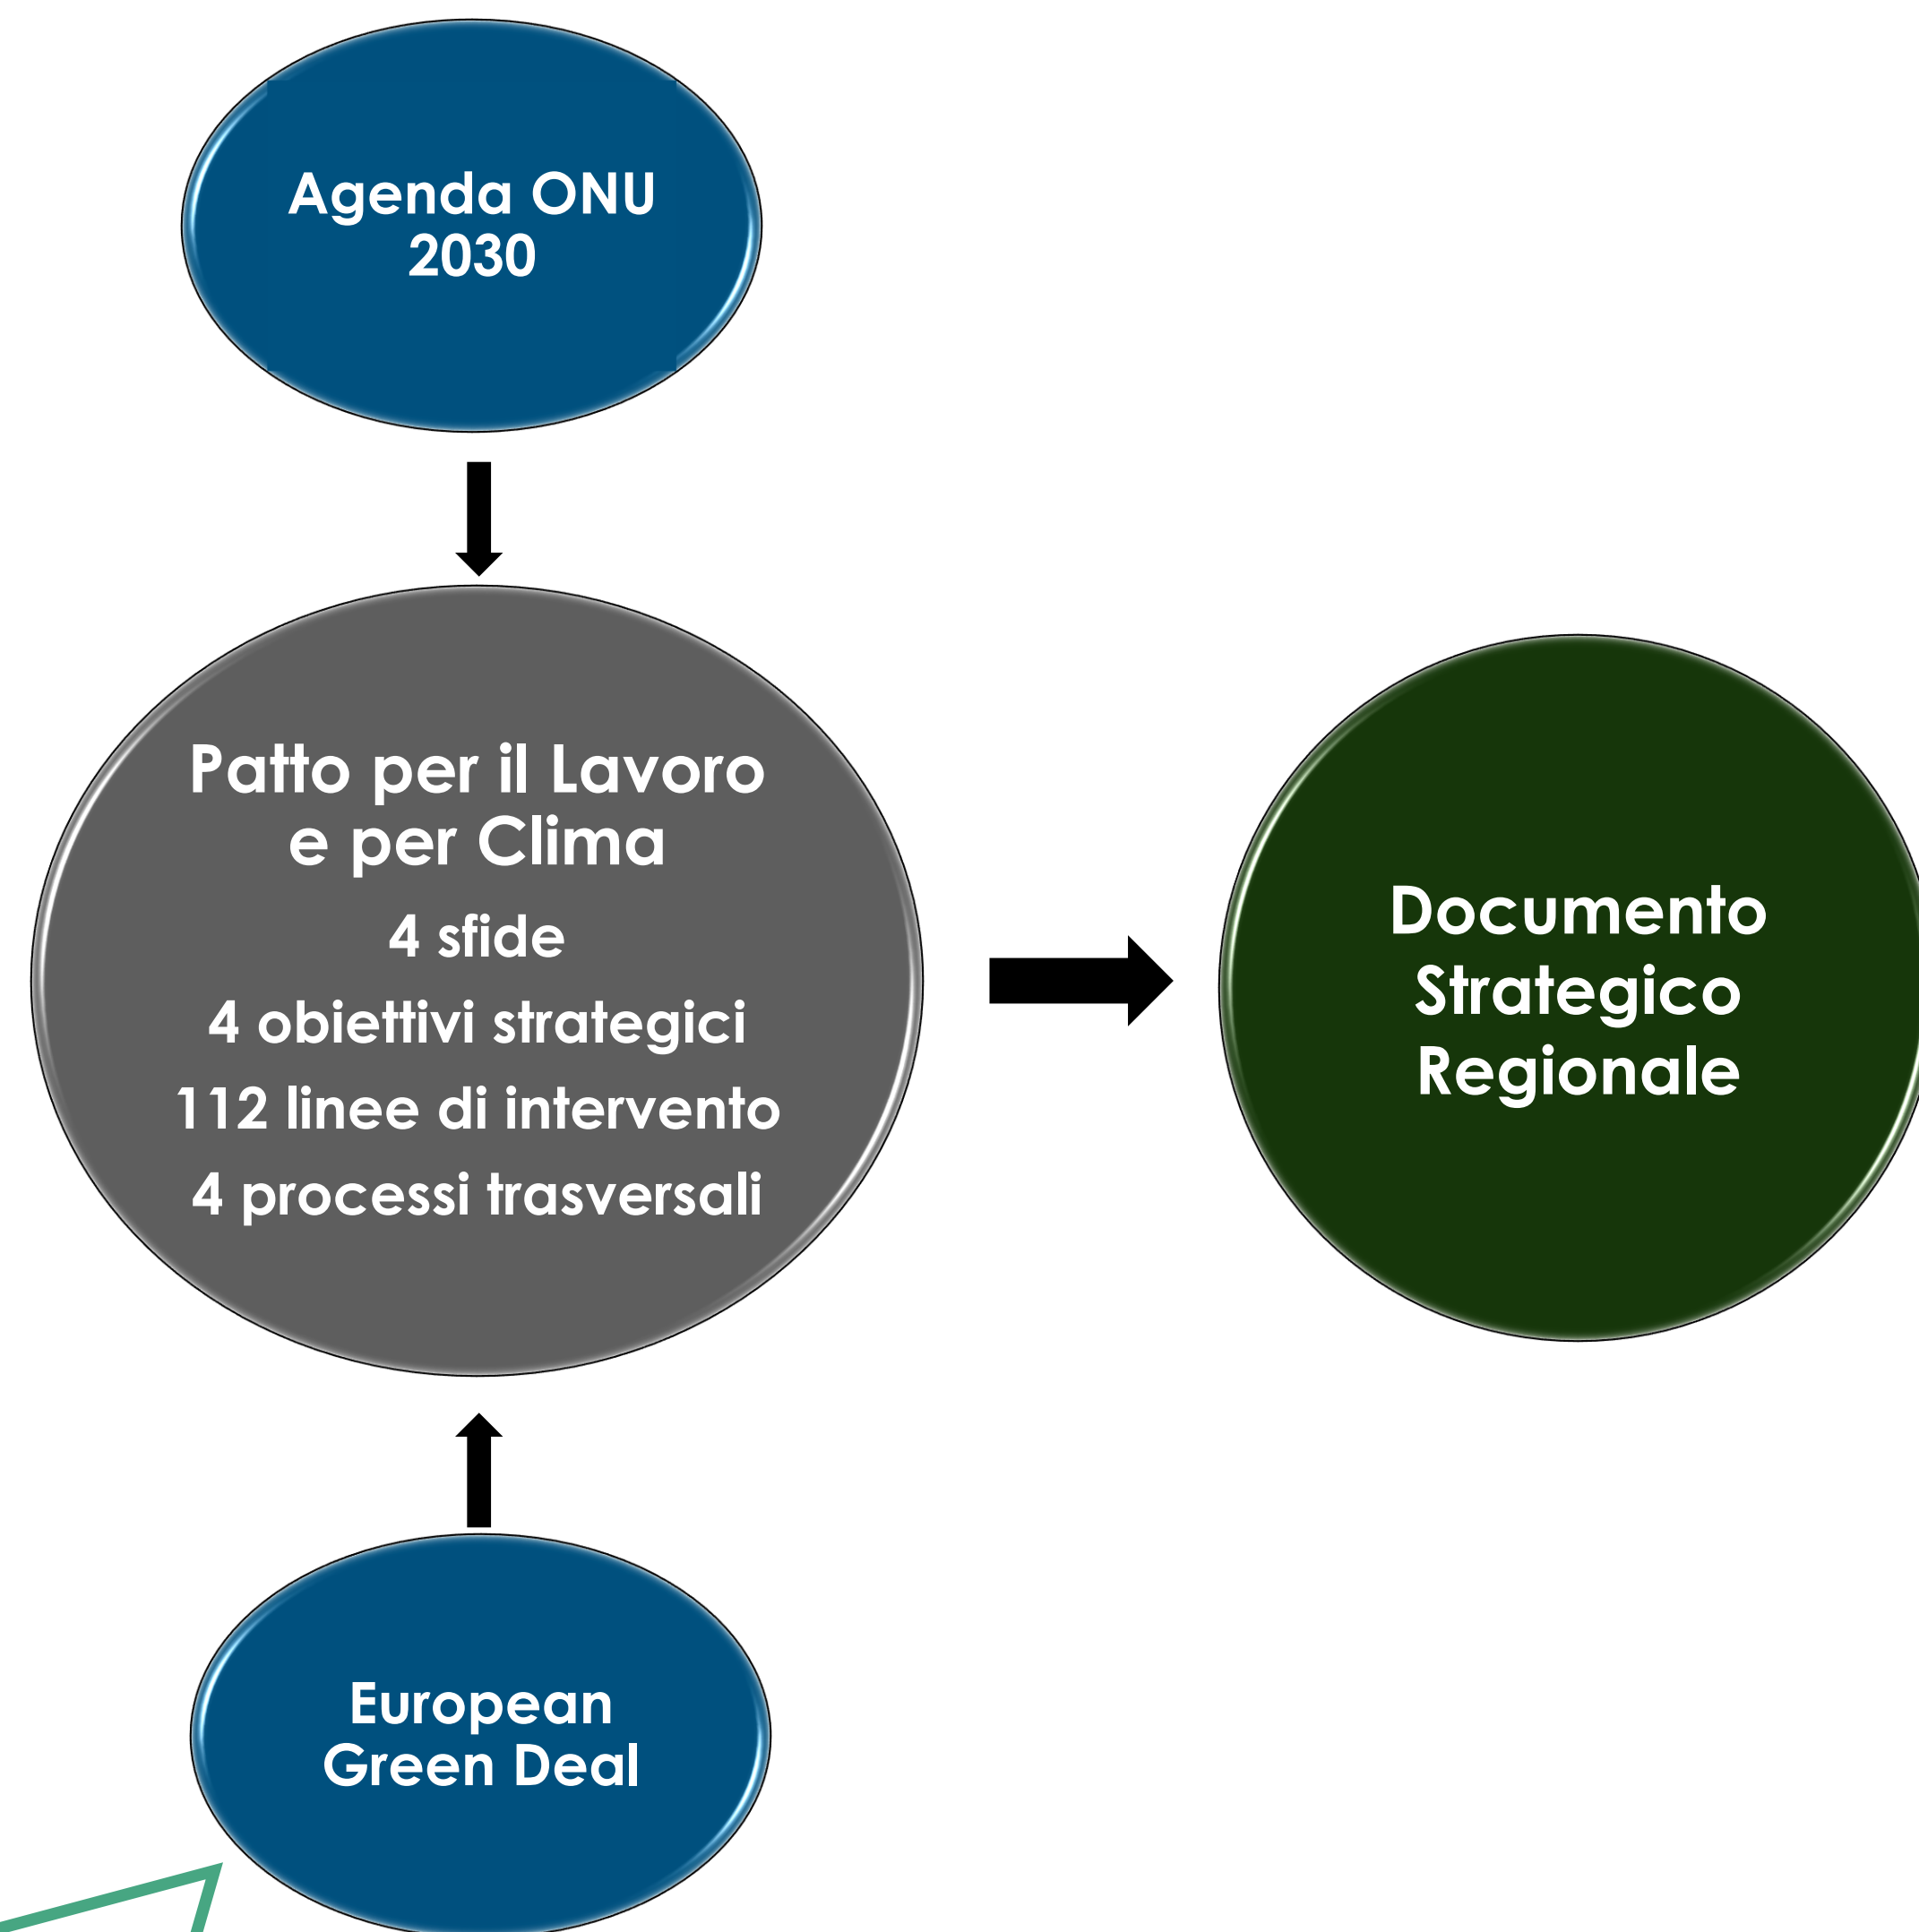 Agenda ONU
2030
Patto per il Lavoro
e per Clima
4 sfide
4 obiettivi strategici
112 linee di intervento
4 processi trasversali
Documento
Strategico
Regionale
European
Green Deal